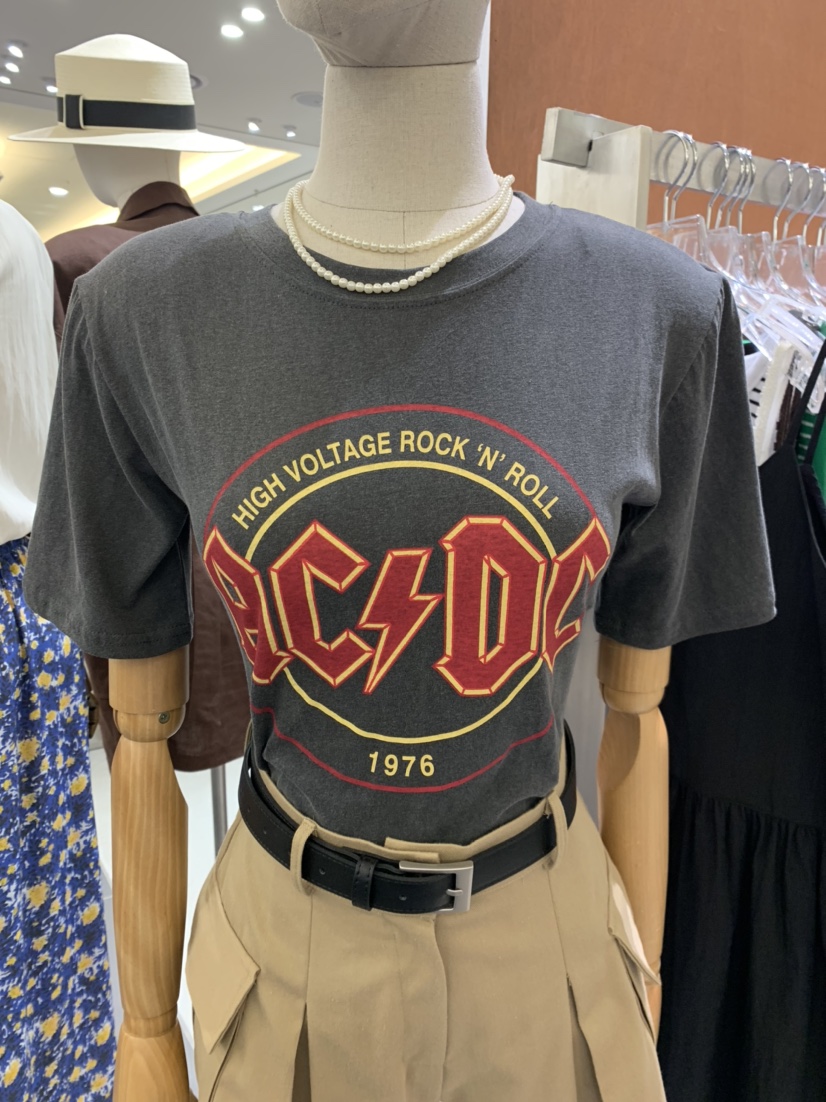 HIGH VOLTAGE ROCK 'N' ROLL
AC⚡DC
1976